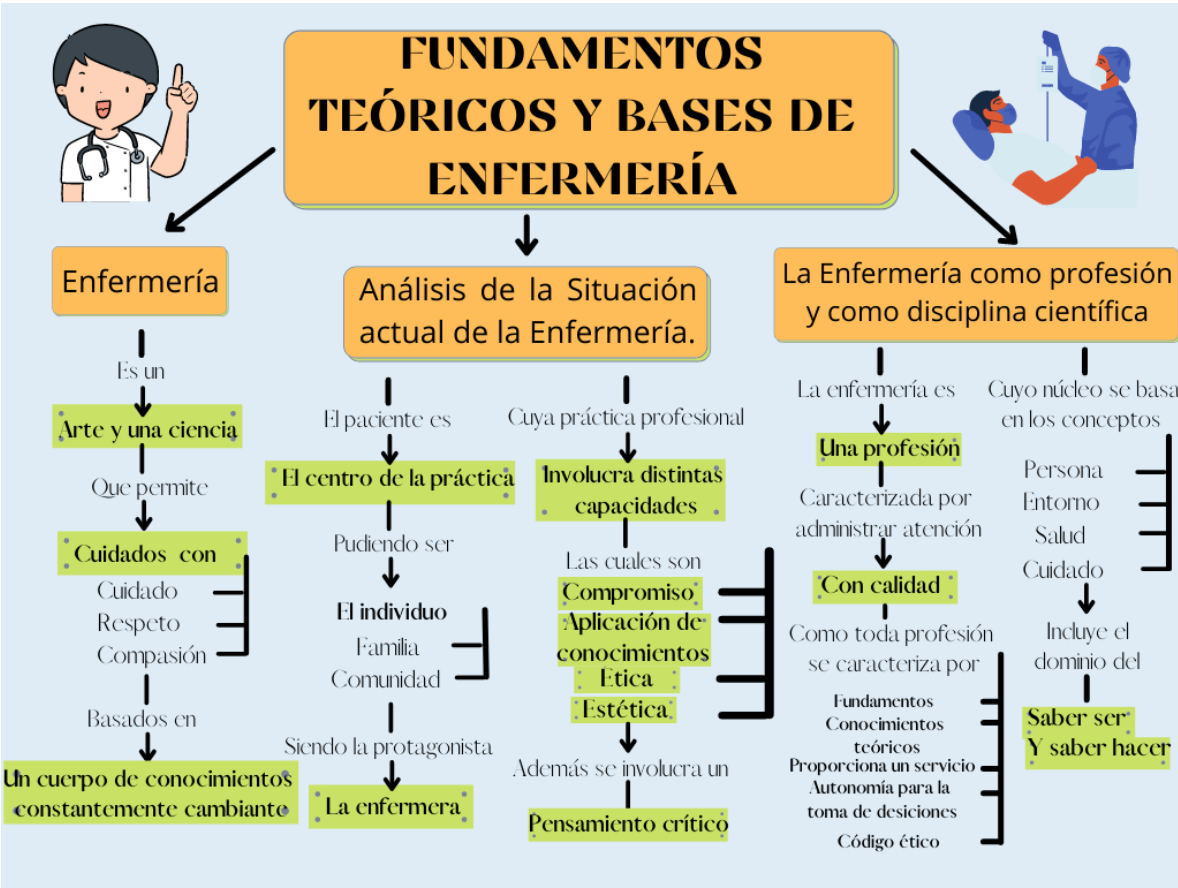 FUNDAMENTOS
TEÓRICOS Y BASES DE
ENFERMERÍA
Enfermería
Es un
Arte y una ciencia
Que permite
Cuidados con
Cuidado
Respeto
Compasión
Basados en
Un cuerpo de conocimientos
constantemente cambiante
Análisis de la Situación
actual de la Enfermería.
El paciente es
El centro de la práctica
Pudiendo ser
El individuo
Familia
Comunidad
Siendo la protagonista
La enfermera
Cuya práctica profesional
Involucra distintas
capacidades
Las cuales son
Compromiso
Aplicación de
conocimientos
Ética
Estética
Además se involucra un
Pensamiento crítico
La Enfermería como profesión
y como disciplina científica
La enfermería es
Una profesión
Caracterizada por
administrar atención
Con calidad
Como toda profesión
se caracteriza por
Fundamentos
Conocimientos
teóricos
Proporciona un servicio
Autonomía para la
toma de desiciones
Código ético
Cuyo núcleo se basa
en los conceptos
Persona
Entorno
Salud
Cuidado
Incluye el
dominio del
Saber ser
Y saber hacer